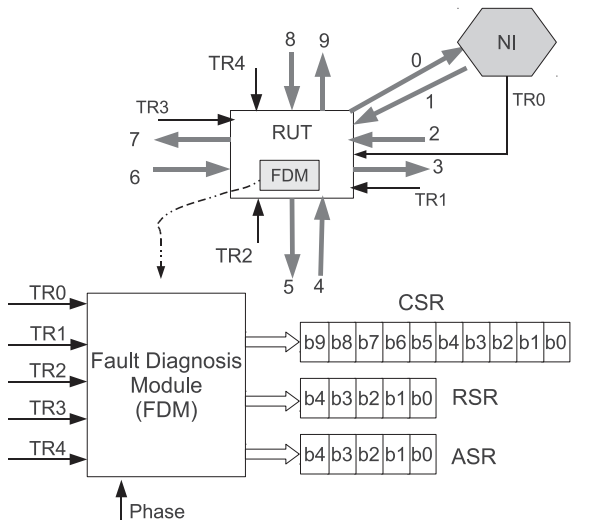 8 9
NI
TR4
0
TR3
1
TR0
RUT
7
2
6
FDM
3
TR1
TR2
5 4
CSR
TR0
b9 b8 b7 b6 b5 b4 b3 b2 b1 b0
TR1
Fault Diagnosis
Module
(FDM)
TR2
b4 b3 b2 b1 b0 RSR
TR3
TR4
b4 b3 b2 b1 b0 ASR
Phase